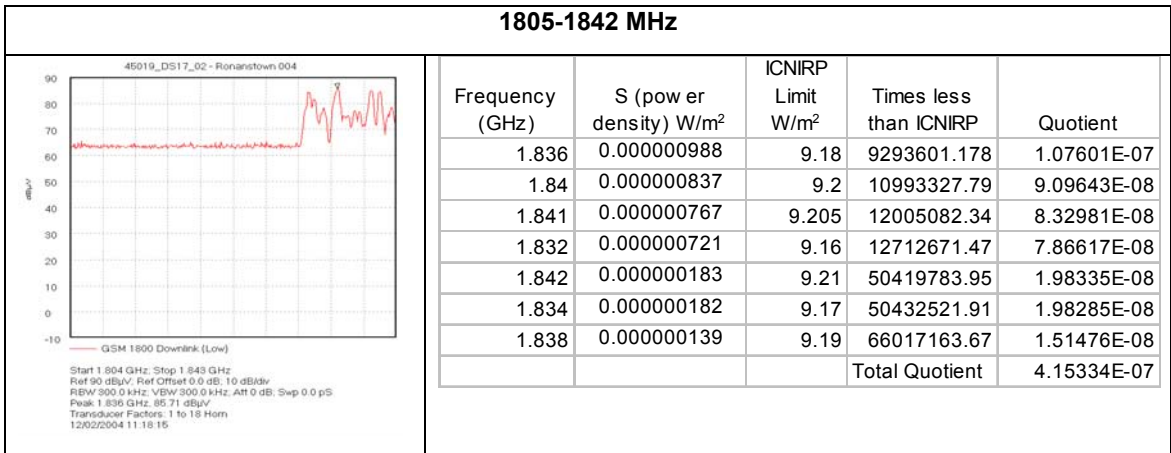 1805-1842 MHz
45019_DS17_02 - Ronanstown 004
90
80
70
60
50
40
30
20
10
0
-10
dBµV
GSM 1800 Downlink (Low)
Start 1.804 GHz; Stop 1.843 GHz
Ref 90 dBµV; Ref Offset 0.0 dB; 10 dB/div
RBW 300.0 kHz; VBW 300.0 kHz; Att 0 dB; Swp 0.0 pS
Peak 1.836 GHz, 85.71 dBµV
Transducer Factors: 1 to 18 Horn
12/02/2004 11:18:15
Frequency (GHz) S (pow er density) W/m² ICNIRP Limit W/m² Times less than ICNIRP Quotient
1.836 0.000000988 9.18 9293601.178 1.07601E-07
1.84 0.000000837 9.2 10993327.79 9.09643E-08
1.841 0.000000767 9.205 12005082.34 8.32981E-08
1.832 0.000000721 9.16 12712671.47 7.86617E-08
1.842 0.000000183 9.21 50419783.95 1.98335E-08
1.834 0.000000182 9.17 50432521.91 1.98285E-08
1.838 0.000000139 9.19 66017163.67 1.51476E-08
Total Quotient 4.15334E-07